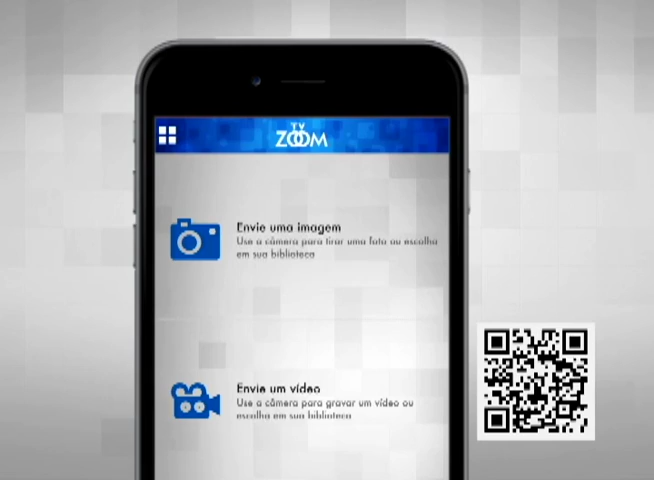 TV
ZOOM
Envie uma imagem
Use a câmera para tirar uma foto ou escolha
em sua biblioteca
Envie um vídeo
Use a câmera para gravar um vídeo ou
escolha em sua biblioteca